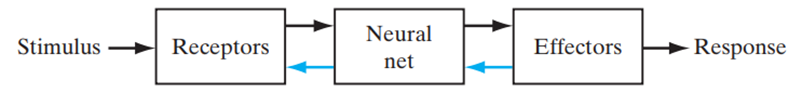 Stimulus
Receptors
Neural
net
Effectors
Response